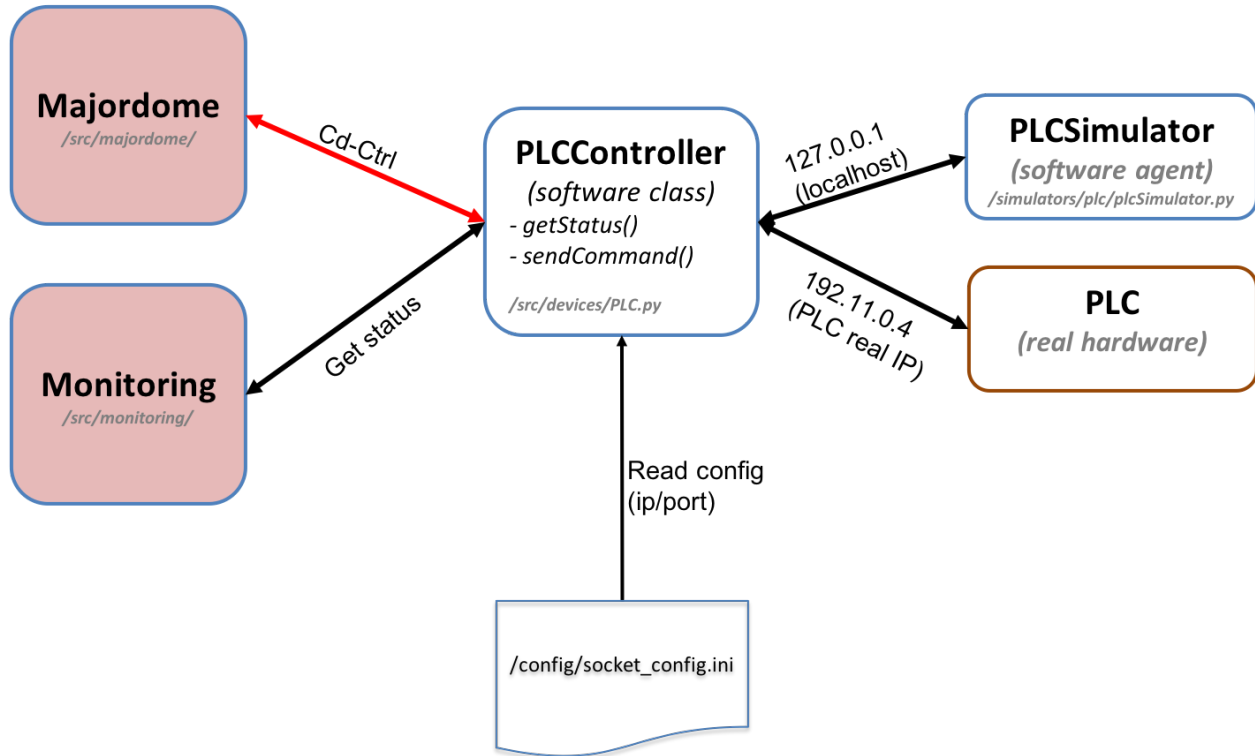 Majordome
/src/majordome/
Cd-Ctrl
Monitoring
/src/monitoring/
Get status
PLCController
(software class)
- getStatus()
- sendCommand()
/src/devices/PLC.py
127.0.0.1
(localhost)
PLCSimulator
(software agent)
/simulators/plc/plcSimulator.py
192.11.0.4
(PLC real IP)
PLC
(real hardware)
Read config
(ip/port)
/config/socket_config.ini